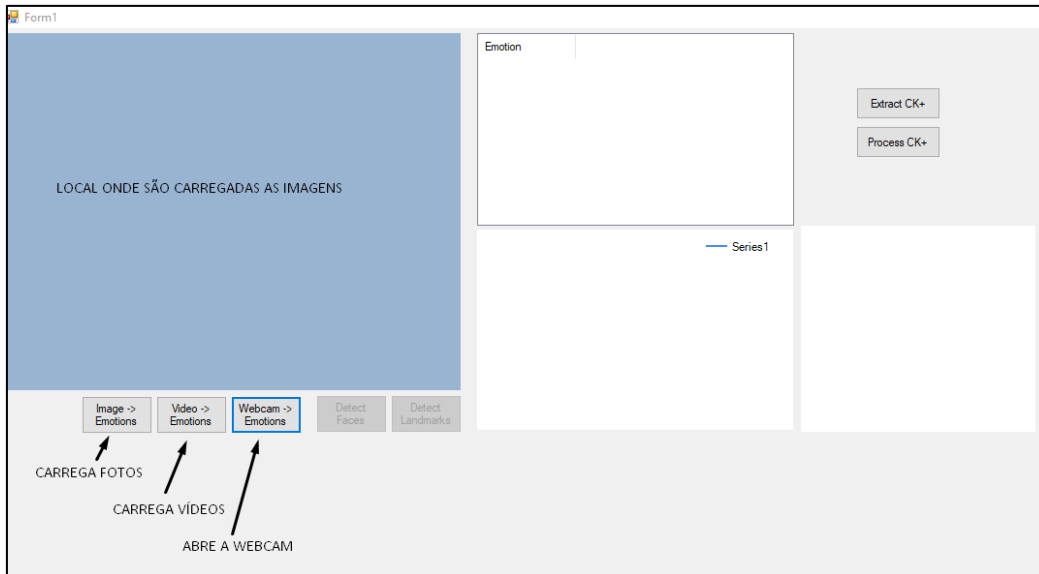 Form1
LOCAL ONDE SÃO CARREGADAS AS IMAGENS
Emotion
Extract CK+
Process CK+
Series1
Image ->
Emotions
Video ->
Emotions
Webcam ->
Emotions
Detect
Faces
Detect
Landmarks
CARREGA FOTOS
CARREGA VÍDEOS
ABRE A WEBCAM